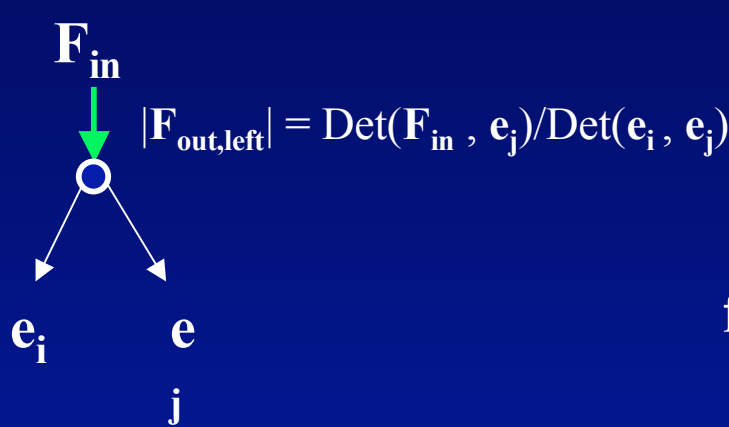 F_in
|F_out,left| = Det(F_in , e_j)/Det(e_i , e_j)
e_i e
j